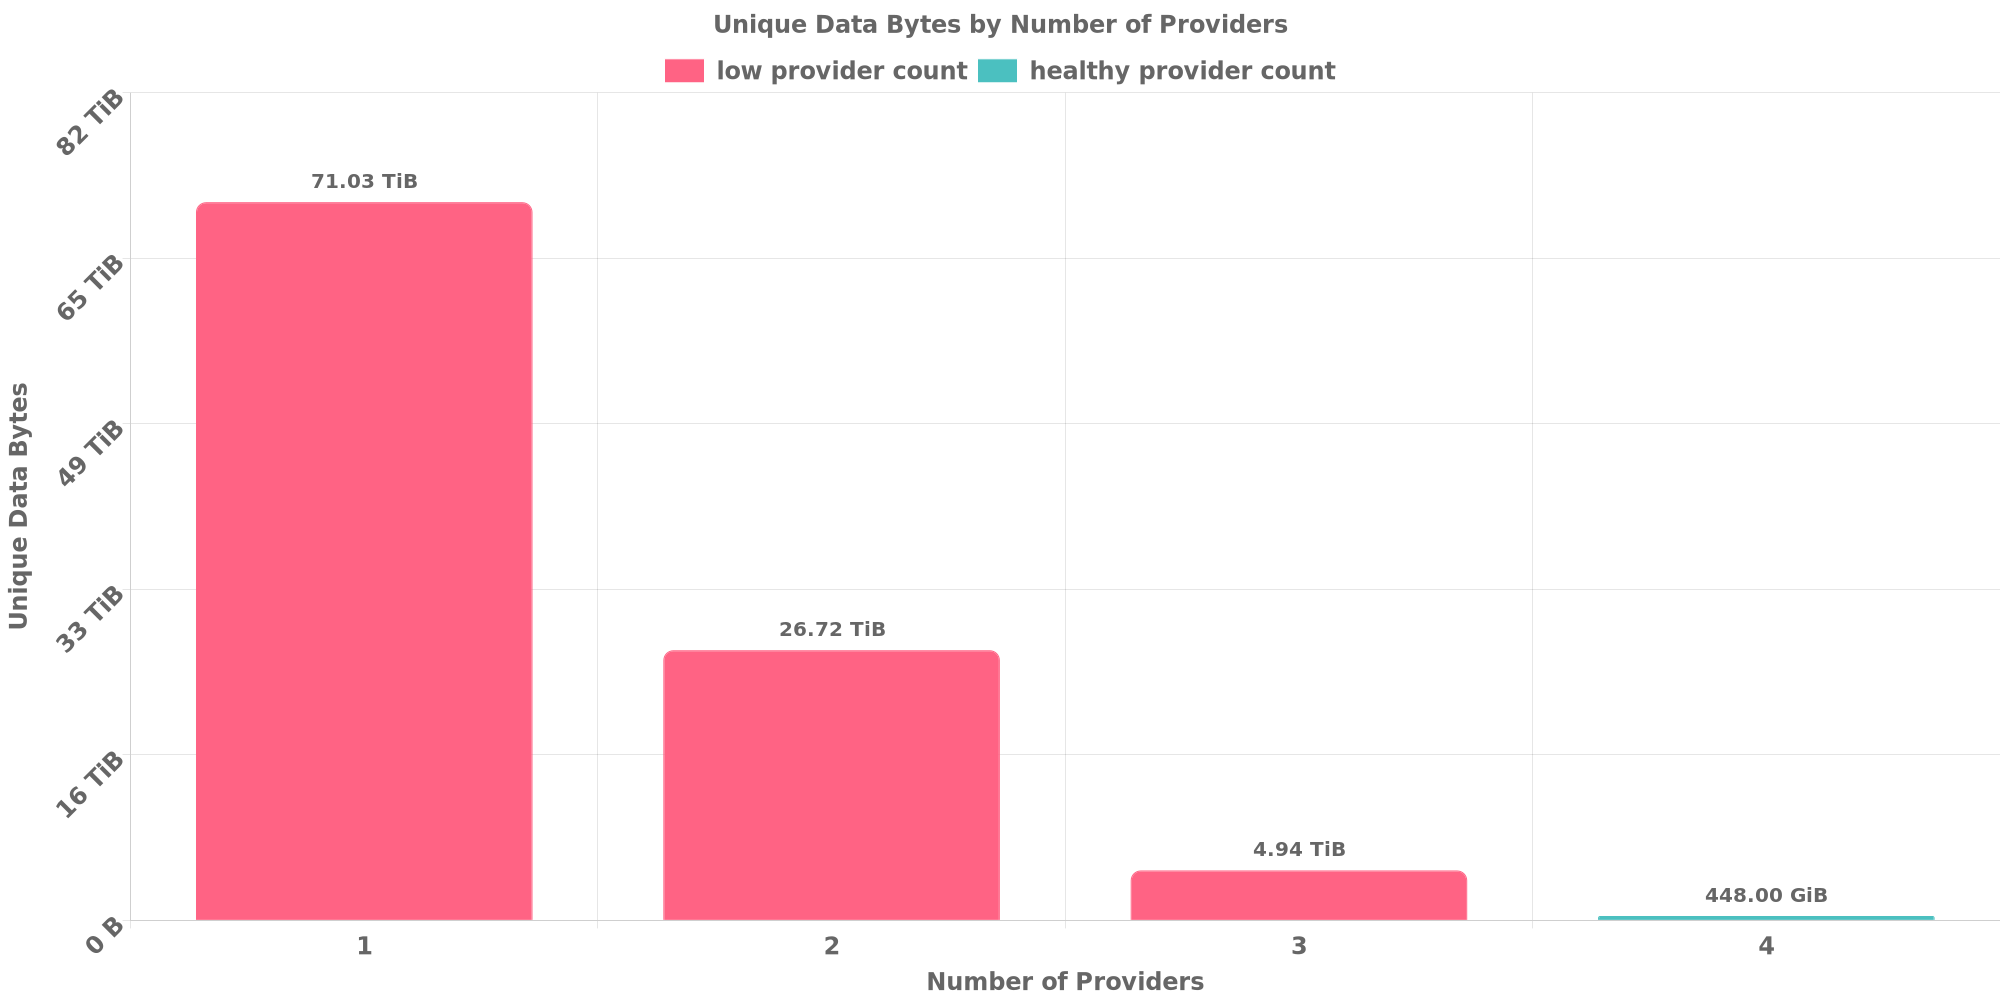 Unique Data Bytes by Number of Providers
low provider count healthy provider count
82 TiB
65 TiB
49 TiB
33 TiB
16 TiB
0 B
Unique Data Bytes
71.03 TiB
26.72 TiB
4.94 TiB
448.00 GiB
1 2 3 4
Number of Providers